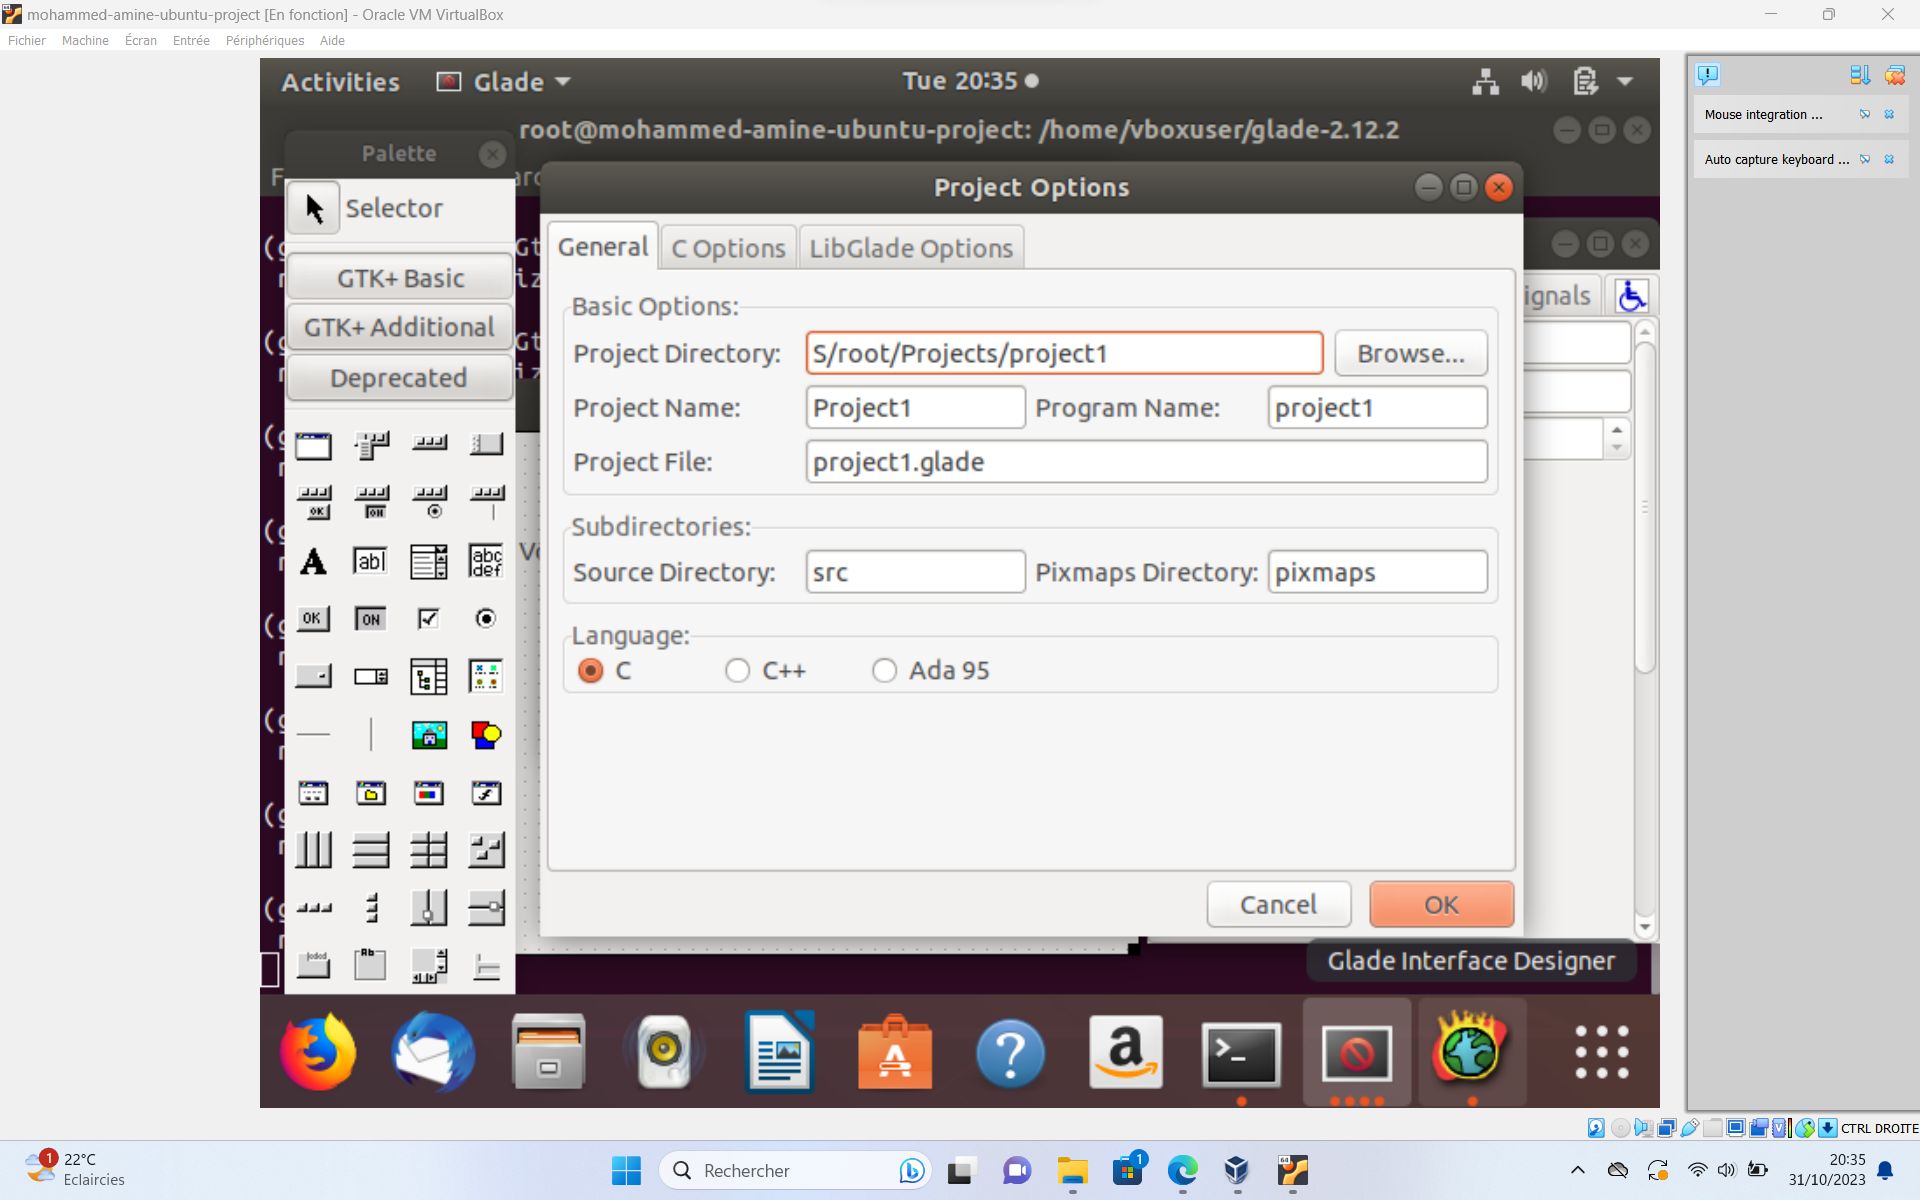 mohammed-amine-ubuntu-project [En fonction] - Oracle VM VirtualBox
Fichier Machine Écran Entrée Périphériques Aide
Activities Glade Tue 20:35
root@mohammed-amine-ubuntu-project: /home/vboxuser/glade-2.12.2
Mouse integration ...
Auto capture keyboard ...
Palette
Selector
GTK+ Basic
GTK+ Additional
Deprecated
Project Options
General C Options LibGlade Options
ignals
Basic Options:
Project Directory: S/root/Projects/project1 Browse...
Project Name: Project1 Program Name: project1
Project File: project1.glade
Subdirectories:
Source Directory: src Pixmaps Directory: pixmaps
Language:
C C++ Ada 95
Cancel OK
Glade Interface Designer
CTRL DROITE
1
22°C
Eclaircies
Rechercher
1
64
20:35
31/10/2023